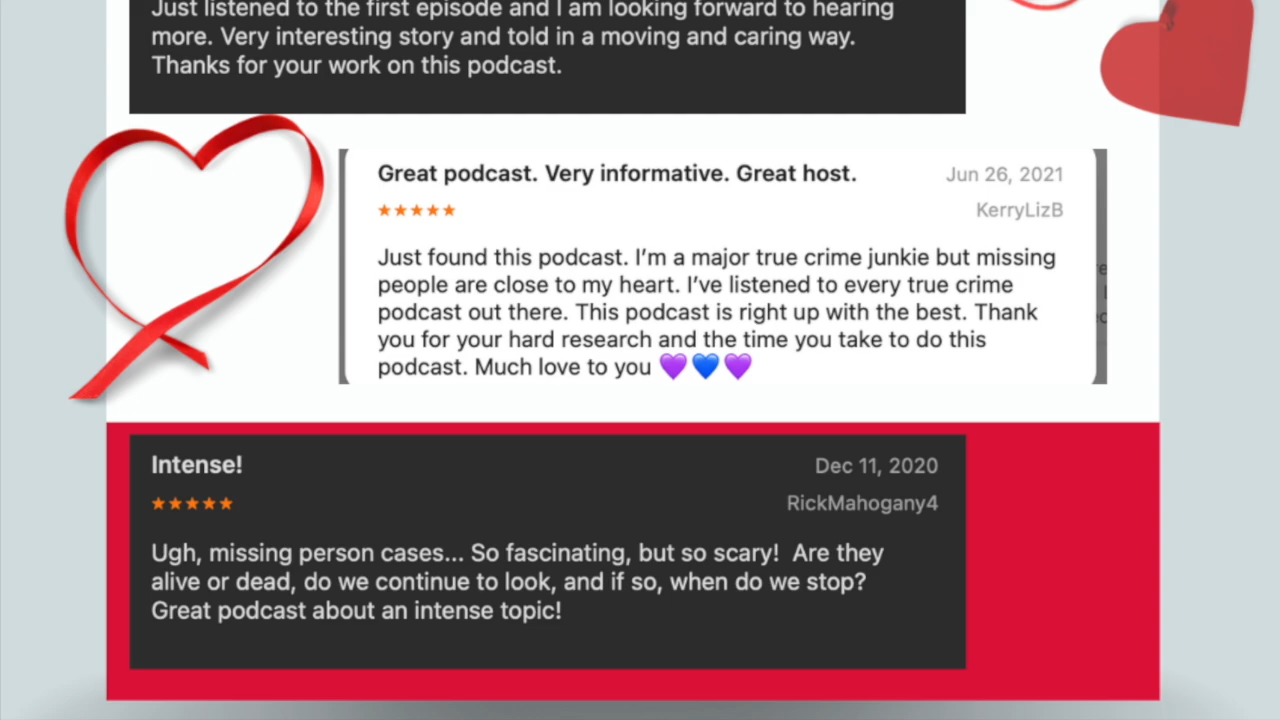 Just listened to the first episode and I am looking forward to hearing
more. Very interesting story and told in a moving and caring way.
Thanks for your work on this podcast.
Great podcast. Very informative. Great host.
Jun 26, 2021
★★★★★
KerryLizB
Just found this podcast. I’m a major true crime junkie but missing
people are close to my heart. I’ve listened to every true crime
podcast out there. This podcast is right up with the best. Thank
you for your hard research and the time you take to do this
podcast. Much love to you 💜💙💜
Intense!
Dec 11, 2020
★★★★★
RickMahogany4
Ugh, missing person cases... So fascinating, but so scary!  Are they
alive or dead, do we continue to look, and if so, when do we stop?
Great podcast about an intense topic!